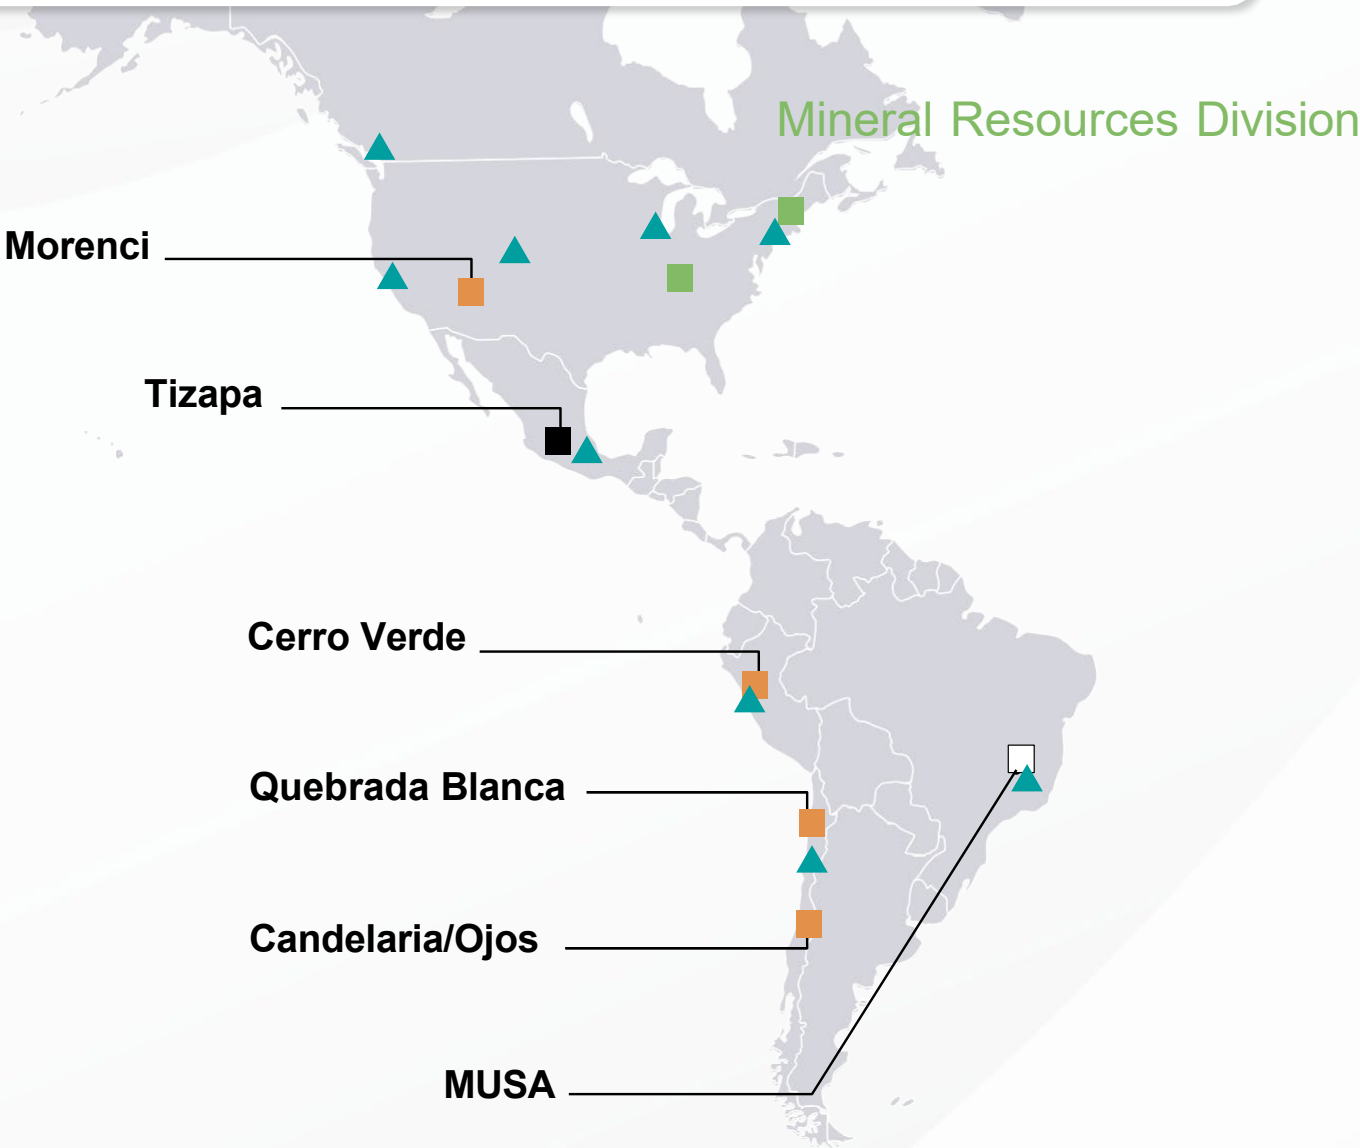 Mineral Resources Division
Morenci
Tizapa
Cerro Verde
Quebrada Blanca
Candelaria/Ojos
MUSA